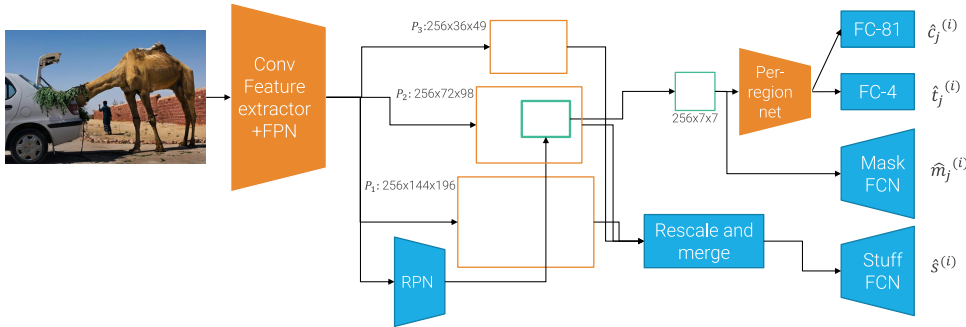 P₃: 256x36x49
Conv
Feature
extractor
+FPN
P₂: 256x72x98
256x7x7
Per-
region
net
FC-81
ĉⱼ⁽ⁱ⁾
FC-4
t̂ⱼ⁽ⁱ⁾
P₁: 256x144x196
Mask
FCN
m̂ⱼ⁽ⁱ⁾
Rescale and
merge
RPN
Stuff
FCN
ŝ⁽ⁱ⁾